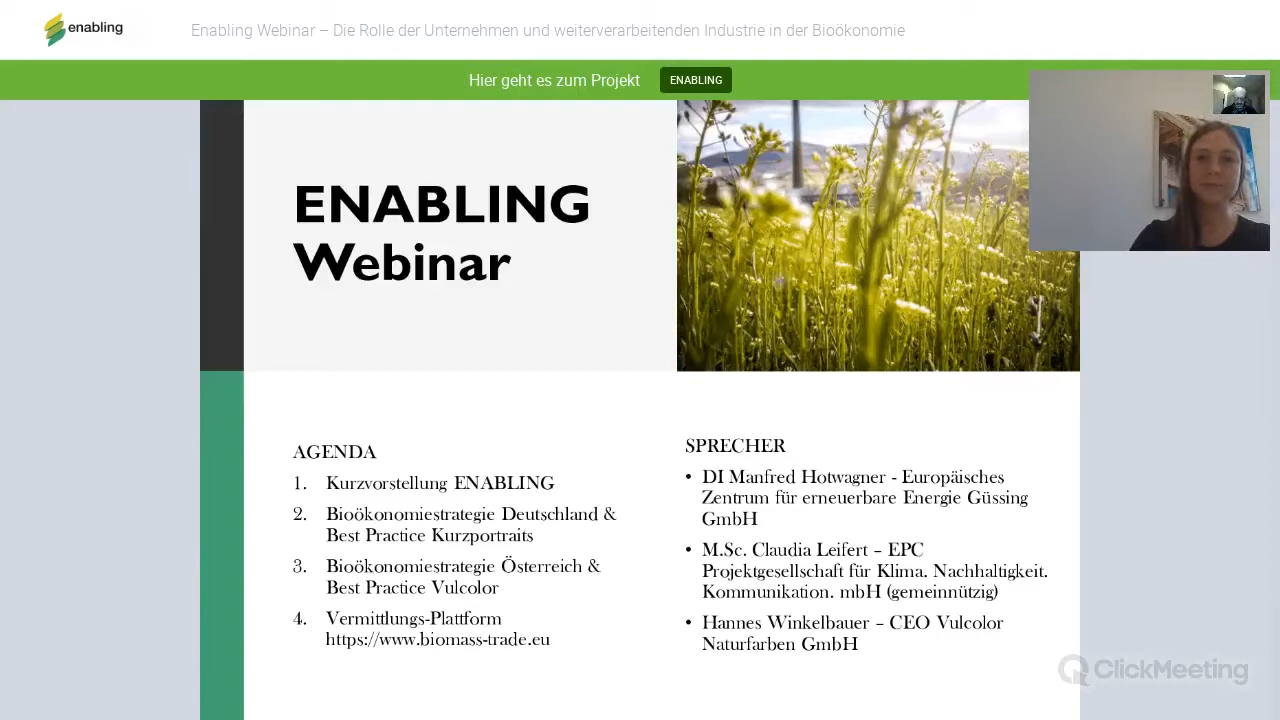 enabling
Enabling Webinar – Die Rolle der Unternehmen und weiterverarbeitenden Industrie in der Bioökonomie
Hier geht es zum Projekt
ENABLING
ENABLING
Webinar
AGENDA
1. Kurzvorstellung ENABLING
2. Bioökonomiestrategie Deutschland &
Best Practice Kurzportraits
3. Bioökonomiestrategie Österreich &
Best Practice Vulcolor
4. Vermittlungs-Plattform
https://www.biomass-trade.eu
SPRECHER
• DI Manfred Hotwagner - Europäisches
Zentrum für erneuerbare Energie Güssing
GmbH
• M.Sc. Claudia Leifert – EPC
Projektgesellschaft für Klima. Nachhaltigkeit.
Kommunikation. mbH (gemeinnützig)
• Hannes Winkelbauer – CEO Vulcolor
Naturfarben GmbH
ClickMeeting